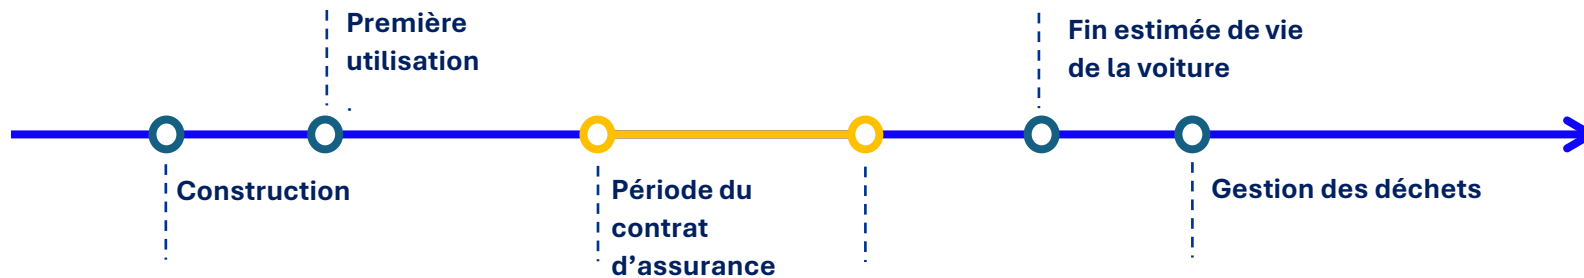 Première
utilisation
Fin estimée de vie
de la voiture
Construction
Période du
contrat
d’assurance
Gestion des déchets